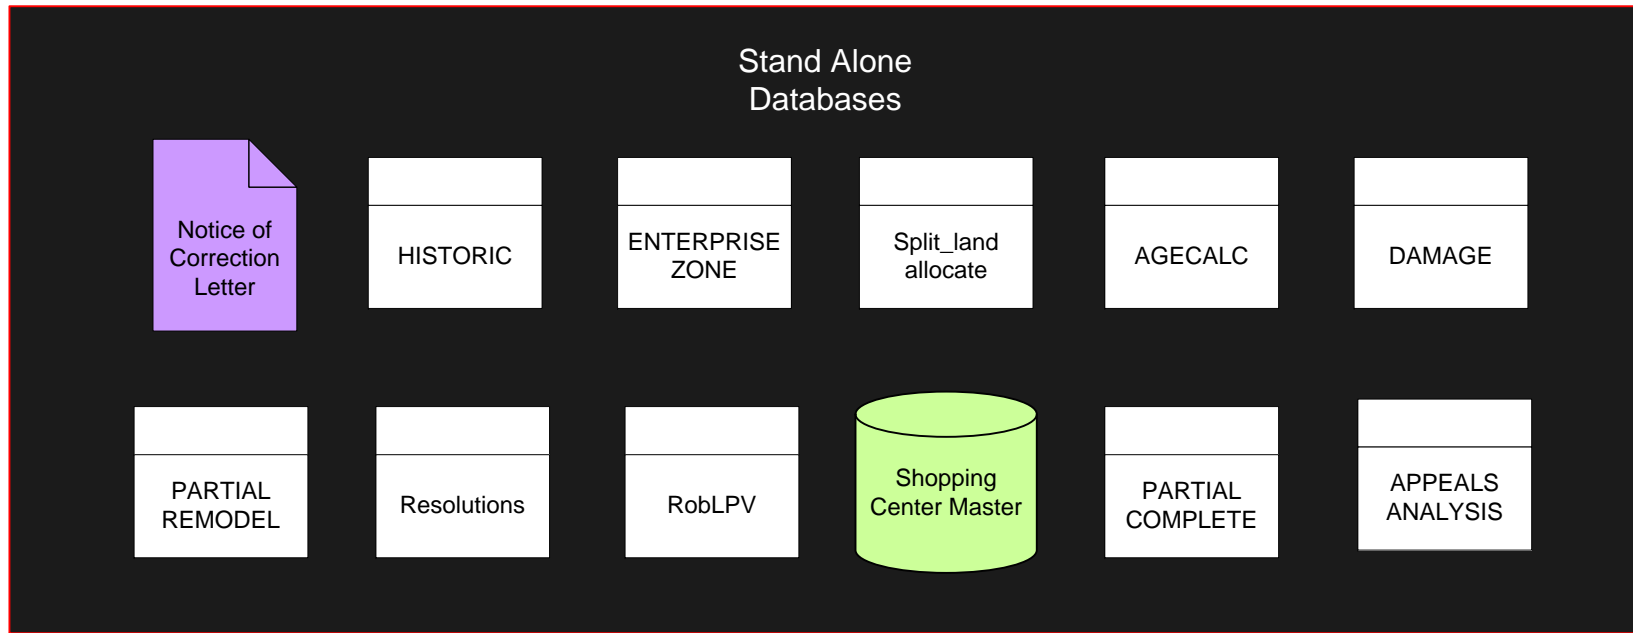 Stand Alone
Databases
Notice of
Correction
Letter
HISTORIC
ENTERPRISE
ZONE
Split_land
allocate
AGECALC
DAMAGE
PARTIAL
REMODEL
Resolutions
RobLPV
Shopping
Center Master
PARTIAL
COMPLETE
APPEALS
ANALYSIS